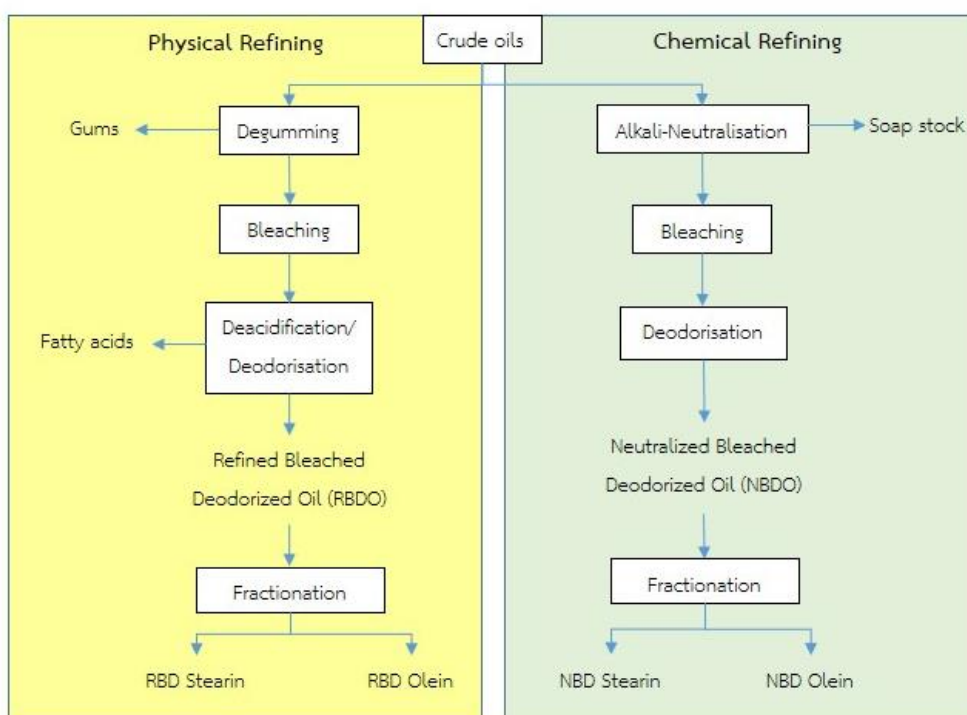 Physical Refining
Crude oils
Chemical Refining
Gums
Degumming
Alkali-Neutralisation
Soap stock
Bleaching
Bleaching
Fatty acids
Deacidification/
Deodorisation
Deodorisation
Refined Bleached
Deodorized Oil (RBDO)
Neutralized Bleached
Deodorized Oil (NBDO)
Fractionation
Fractionation
RBD Stearin
RBD Olein
NBD Stearin
NBD Olein